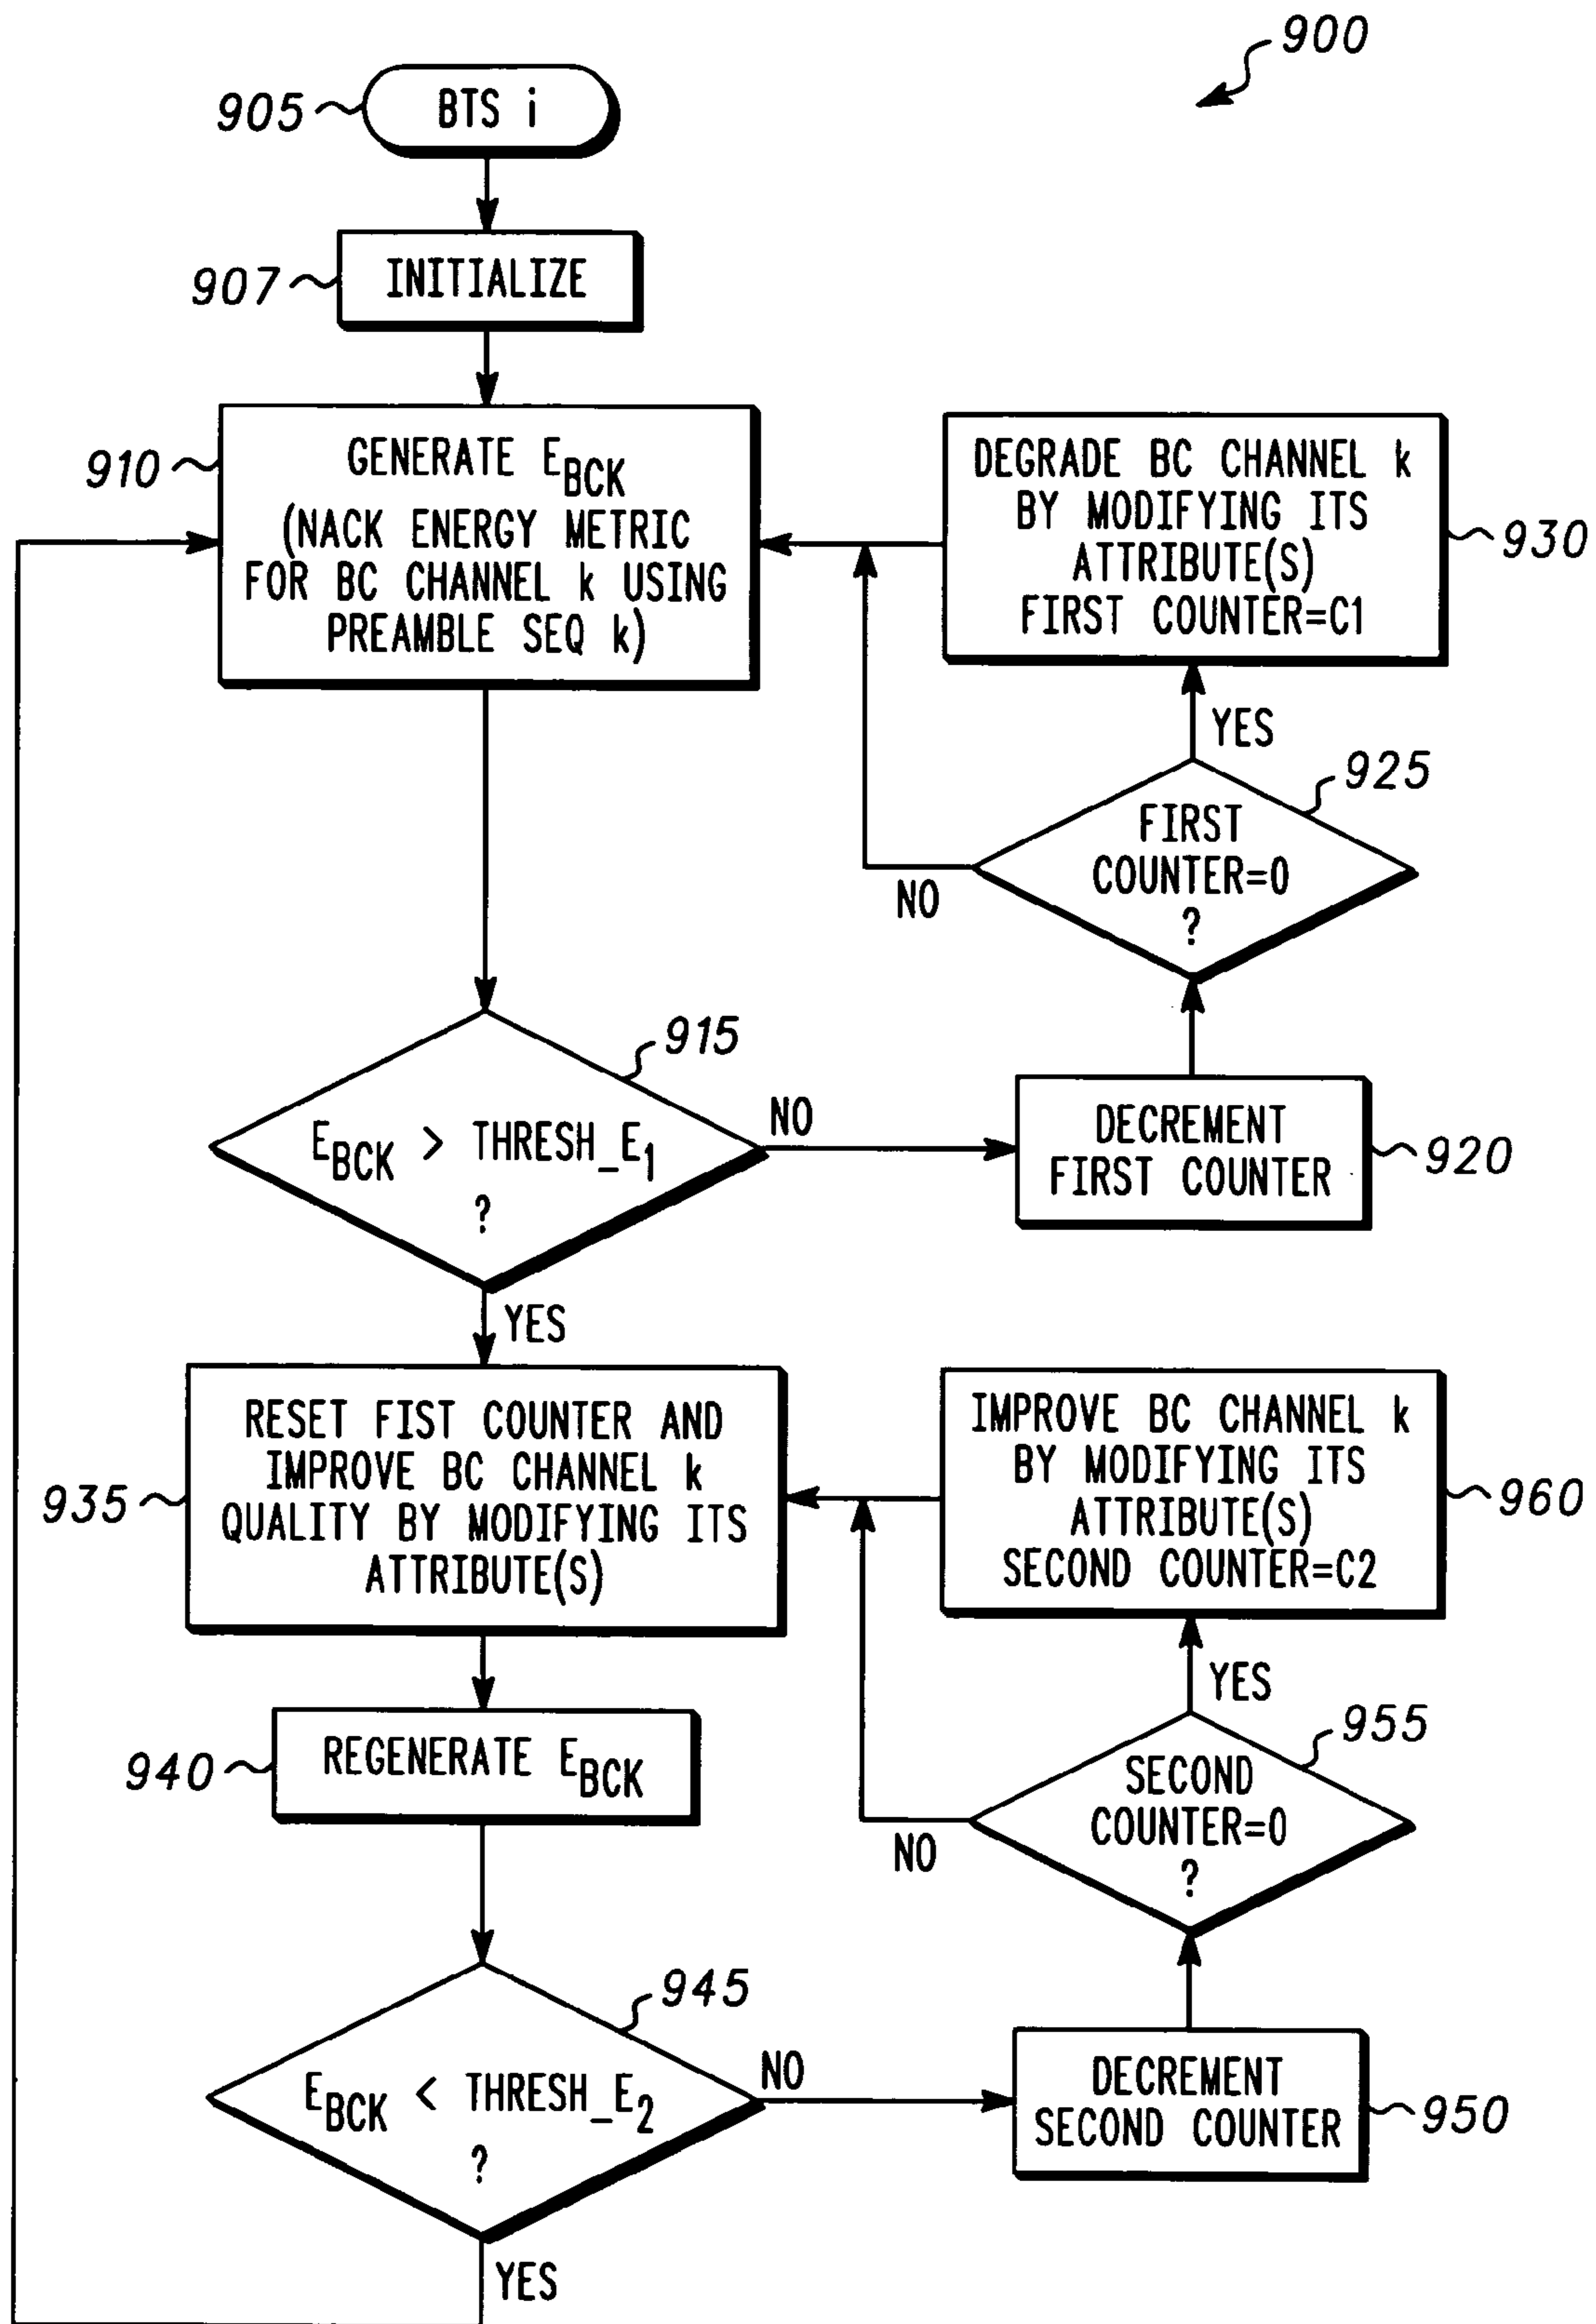 900
905
BTS i
907
INITIALIZE
910
GENERATE E_BCK
(NACK ENERGY METRIC
FOR BC CHANNEL k USING
PREAMBLE SEQ k)
DEGRADE BC CHANNEL k
BY MODIFYING ITS
ATTRIBUTE(S)
FIRST COUNTER=C1
930
YES
925
FIRST
COUNTER=0
?
NO
915
E_BCK > THRESH_E_1
?
NO
DECREMENT
FIRST COUNTER
920
YES
935
RESET FIST COUNTER AND
IMPROVE BC CHANNEL k
QUALITY BY MODIFYING ITS
ATTRIBUTE(S)
IMPROVE BC CHANNEL k
BY MODIFYING ITS
ATTRIBUTE(S)
SECOND COUNTER=C2
960
YES
940
REGENERATE E_BCK
955
SECOND
COUNTER=0
?
NO
945
E_BCK < THRESH_E_2
?
NO
DECREMENT
SECOND COUNTER
950
YES